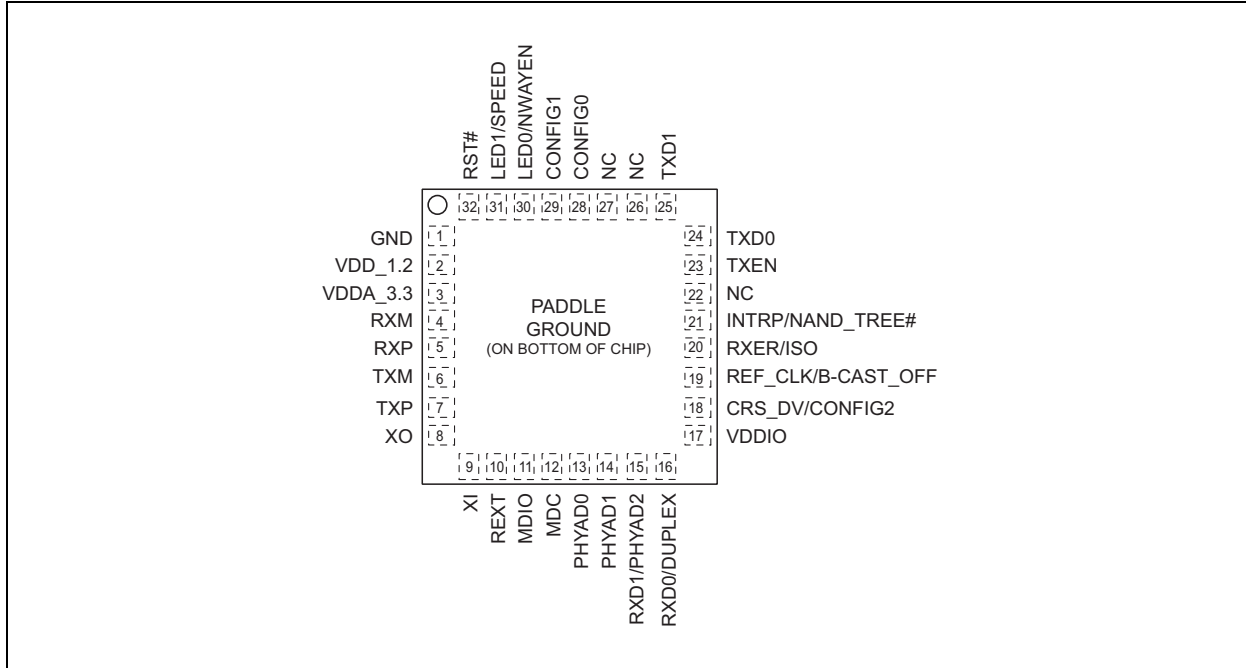 RST#
LED1/SPEED
LED0/NWAYEN
CONFIG1
CONFIG0
NC
NC
TXD1
32 31 30 29 28 27 26 25
GND 1
VDD_1.2 2
VDDA_3.3 3
RXM 4
RXP 5
TXM 6
TXP 7
XO 8
PADDLE
GROUND
(ON BOTTOM OF CHIP)
24 TXD0
23 TXEN
22 NC
21 INTRP/NAND_TREE#
20 RXER/ISO
19 REF_CLK/B-CAST_OFF
18 CRS_DV/CONFIG2
17 VDDIO
9 10 11 12 13 14 15 16
XI
REXT
MDIO
MDC
PHYAD0
PHYAD1
RXD1/PHYAD2
RXD0/DUPLEX